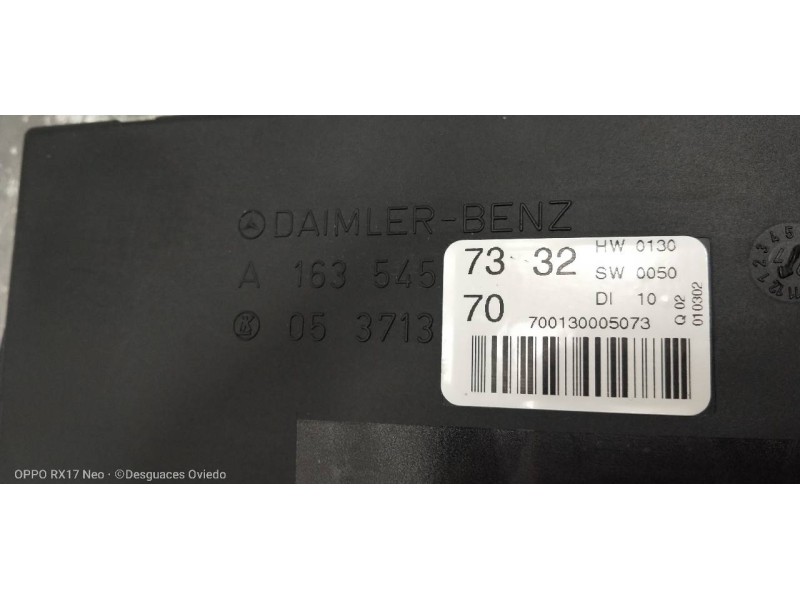 DAIMLER-BENZ
A 163 545 73 32
05 3713 70
HW 0130
SW 0050
DI 10
700130005073
Q 02
010302
OPPO RX17 Neo · ©Desguaces Oviedo